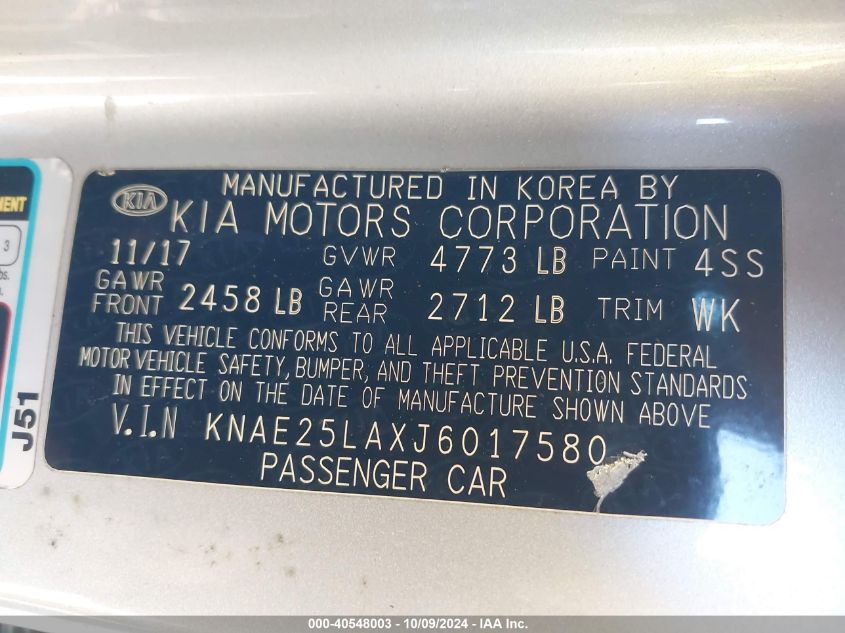 MANUFACTURED IN KOREA BY
KIA
KIA MOTORS CORPORATION
11/17 GVWR 4773 LB PAINT 4SS
GAWR FRONT 2458 LB GAWR REAR 2712 LB TRIM WK
THIS VEHICLE CONFORMS TO ALL APPLICABLE U.S.A. FEDERAL
MOTOR VEHICLE SAFETY, BUMPER, AND THEFT PREVENTION STANDARDS
IN EFFECT ON THE DATE OF MANUFACTURE SHOWN ABOVE
V.I.N KNAE25LAXJ6017580
PASSENGER CAR
3
J51
000-40548003 - 10/09/2024 - IAA Inc.